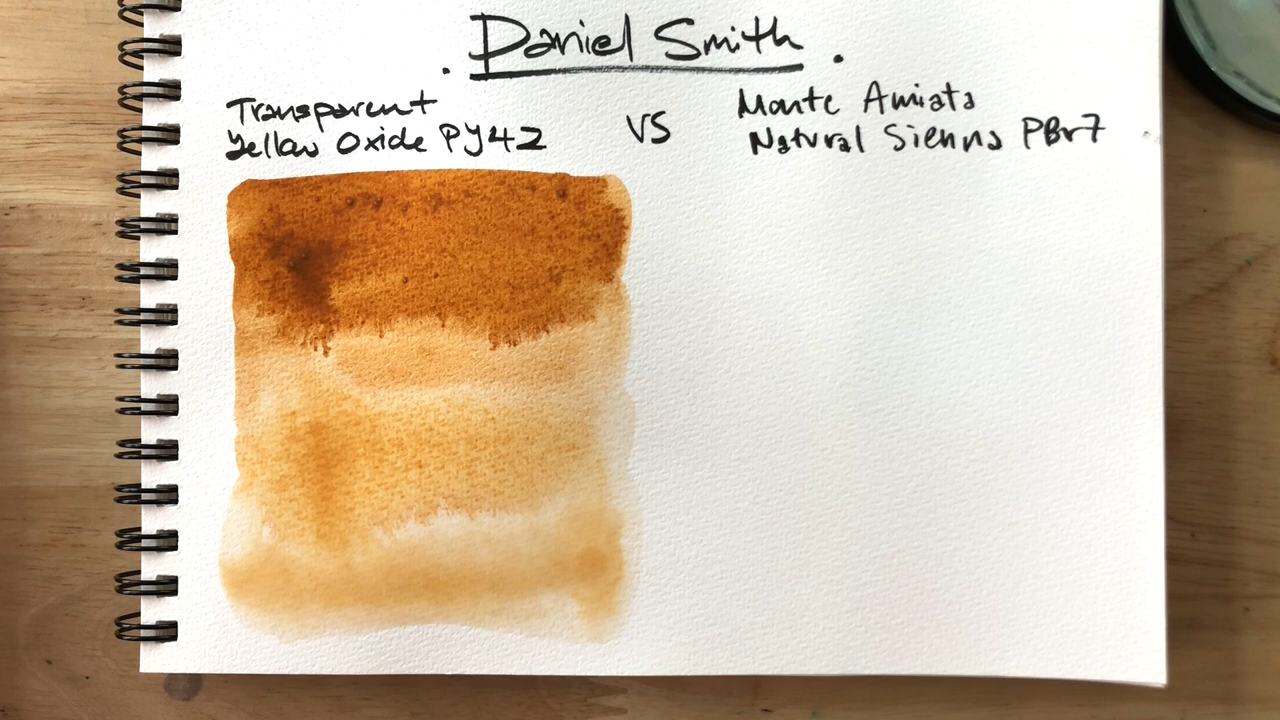 . Daniel Smith .
Transparent
Yellow Oxide PY42
vs
Monte Amiata
Natural Sienna PBr7